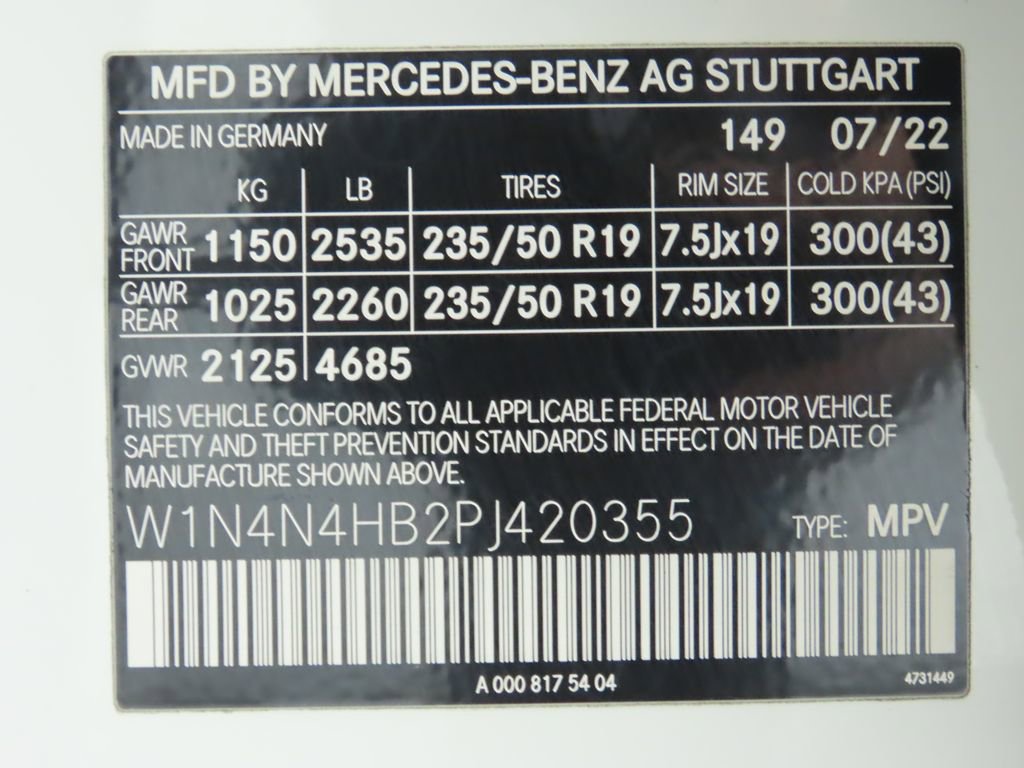 MFD BY MERCEDES-BENZ AG STUTTGART
MADE IN GERMANY 149 07/22
KG LB TIRES RIM SIZE COLD KPA (PSI)
GAWR FRONT 1150 2535 235/50 R19 7.5Jx19 300(43)
GAWR REAR 1025 2260 235/50 R19 7.5Jx19 300(43)
GVWR 2125 4685
THIS VEHICLE CONFORMS TO ALL APPLICABLE FEDERAL MOTOR VEHICLE
SAFETY AND THEFT PREVENTION STANDARDS IN EFFECT ON THE DATE OF
MANUFACTURE SHOWN ABOVE.
W1N4N4HB2PJ420355 TYPE: MPV
A 000 817 54 04 4731449